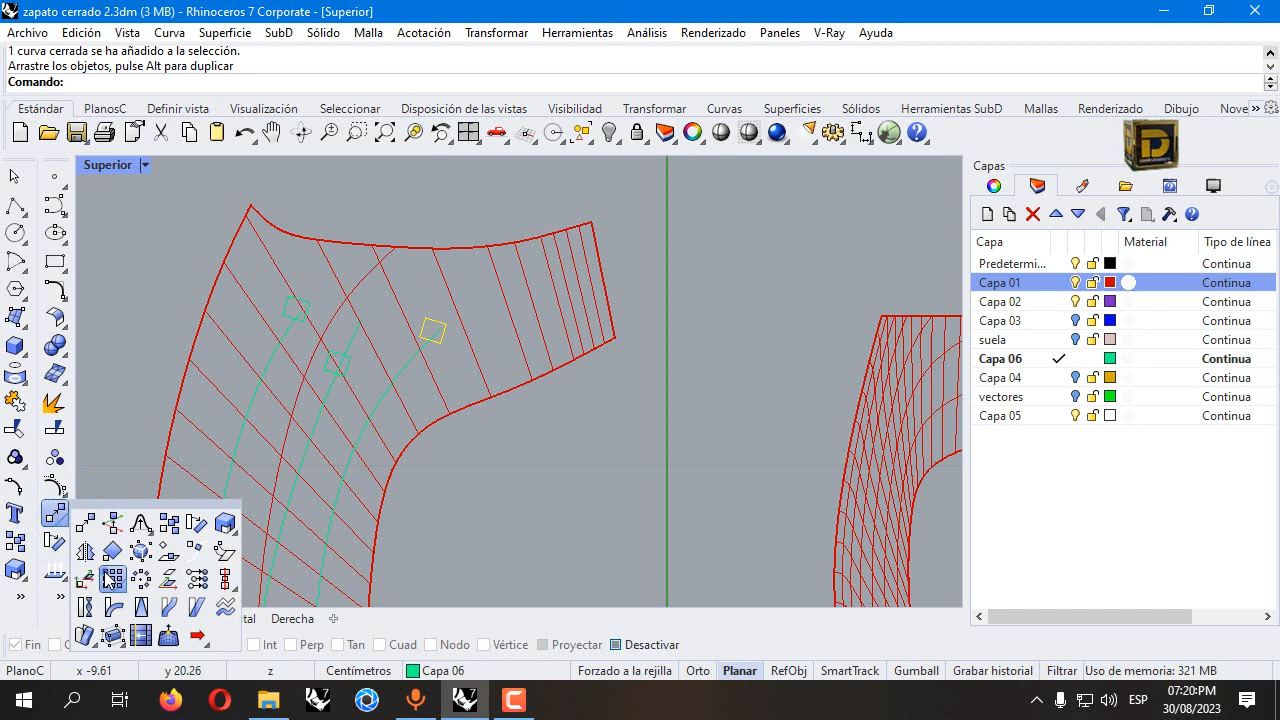 zapato cerrado 2.3dm (3 MB) - Rhinoceros 7 Corporate - [Superior]
Archivo Edición Vista Curva Superficie SubD Sólido Malla Acotación Transformar Herramientas Análisis Renderizado Paneles V-Ray Ayuda
1 curva cerrada se ha añadido a la selección.
Arrastre los objetos, pulse Alt para duplicar
Comando:
Estándar PlanosC Definir vista Visualización Seleccionar Disposición de las vistas Visibilidad Transformar Curvas Superficies Sólidos Herramientas SubD Mallas Renderizado Dibujo Nove
Superior
Capas
Capa Material Tipo de línea
Predetermi... Continua
Capa 01 Continua
Capa 02 Continua
Capa 03 Continua
suela Continua
Capa 06 Continua
Capa 04 Continua
vectores Continua
Capa 05 Continua
tal Derecha
Fin Int Perp Tan Cuad Nodo Vértice Proyectar Desactivar
PlanoC x -9.61 y 20.26 z Centímetros Capa 06 Forzado a la rejilla Orto Planar RefObj SmartTrack Gumball Grabar historial Filtrar Uso de memoria: 321 MB
ESP
07:20:PM
30/08/2023